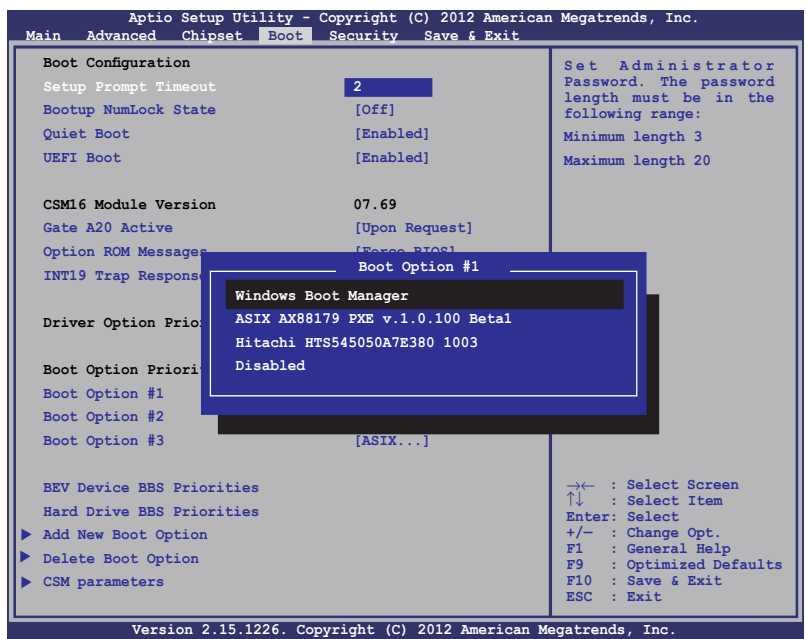 Aptio Setup Utility - Copyright (C) 2012 American Megatrends, Inc.
Main Advanced Chipset Boot Security Save & Exit
Boot Configuration
Setup Prompt Timeout 2
Bootup NumLock State [Off]
Quiet Boot [Enabled]
UEFI Boot [Enabled]
CSM16 Module Version 07.69
Gate A20 Active [Upon Request]
Option ROM Messages [Force BIOS]
INT19 Trap Response
Driver Option Prio
Boot Option Priori
Boot Option #1
Boot Option #2
Boot Option #3 [ASIX...]
BEV Device BBS Priorities
Hard Drive BBS Priorities
Add New Boot Option
Delete Boot Option
CSM parameters
Boot Option #1
Windows Boot Manager
ASIX AX88179 PXE v.1.0.100 Beta1
Hitachi HTS545050A7E380 1003
Disabled
Set Administrator
Password. The password
length must be in the
following range:
Minimum length 3
Maximum length 20
→← : Select Screen
↑↓ : Select Item
Enter: Select
+/— : Change Opt.
F1 : General Help
F9 : Optimized Defaults
F10 : Save & Exit
ESC : Exit
Version 2.15.1226. Copyright (C) 2012 American Megatrends, Inc.